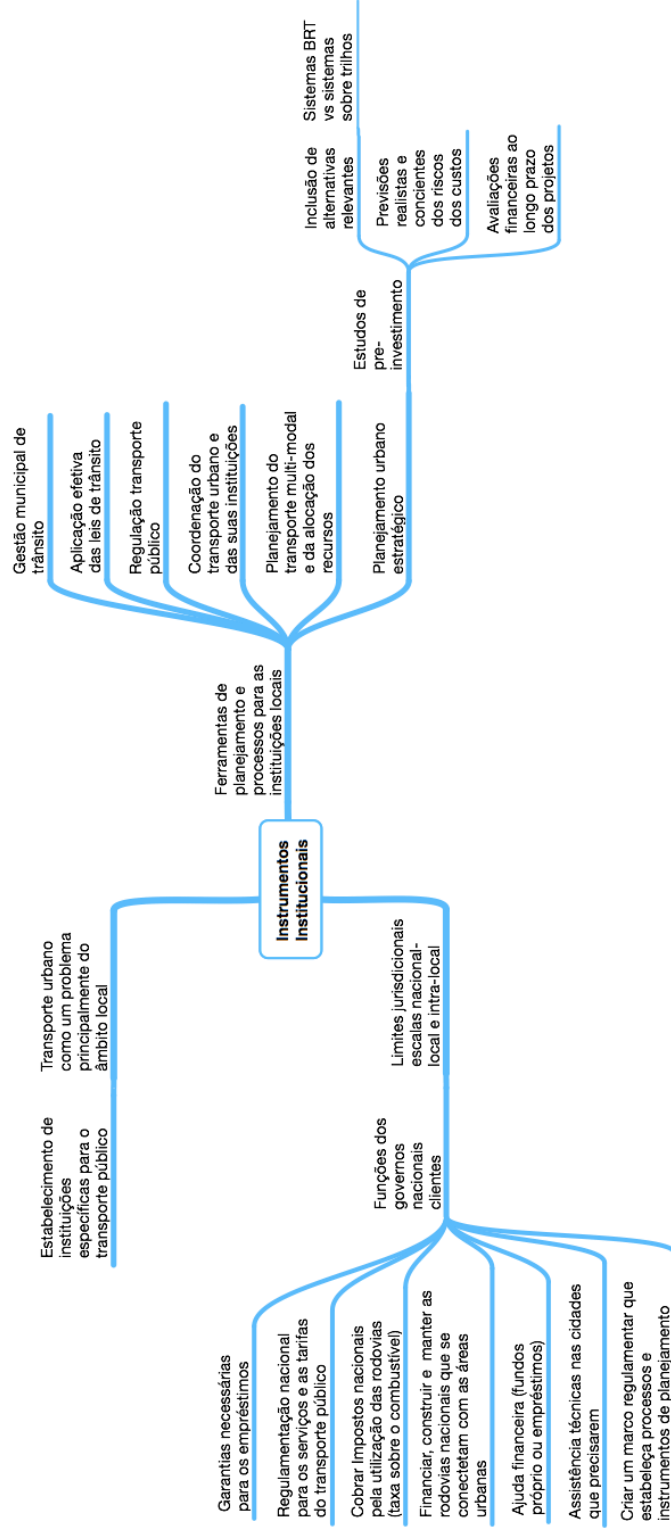 Instrumentos
Institucionais
Transporte urbano
como um problema
principalmente do
âmbito local
Estabelecimento de
instituições
específicas para o
transporte público
Limites jurisdicionais
escalas nacional-
local e intra-local
Funções dos
governos
nacionais
clientes
Garantias necessárias
para os empréstimos
Regulamentação nacional
para os serviços e as tarifas
do transporte público
Cobrar Impostos nacionais
pela utilização das rodovias
(taxa sobre o combustível)
Financiar, construir e manter as
rodovias nacionais que se
conectam com as áreas
urbanas
Ajuda financeira (fundos
próprio ou empréstimos)
Assistência técnicas nas cidades
que precisarem
Criar um marco regulamentar que
estabeleça processos e
instrumentos de planejamento
Ferramentas de
planejamento e
processos para as
instituições locais
Gestão municipal de
trânsito
Aplicação efetiva
das leis de trânsito
Regulação transporte
público
Coordenação do
transporte urbano e
das suas instituições
Planejamento do
transporte multi-modal
e da alocação dos
recursos
Planejamento urbano
estratégico
Estudos de
pre-
investimento
Inclusão de
alternativas
relevantes
Sistemas BRT
vs sistemas
sobre trilhos
Previsões
realistas e
concientes
dos riscos
dos custos
Avaliações
financeiras ao
longo prazo
dos projetos